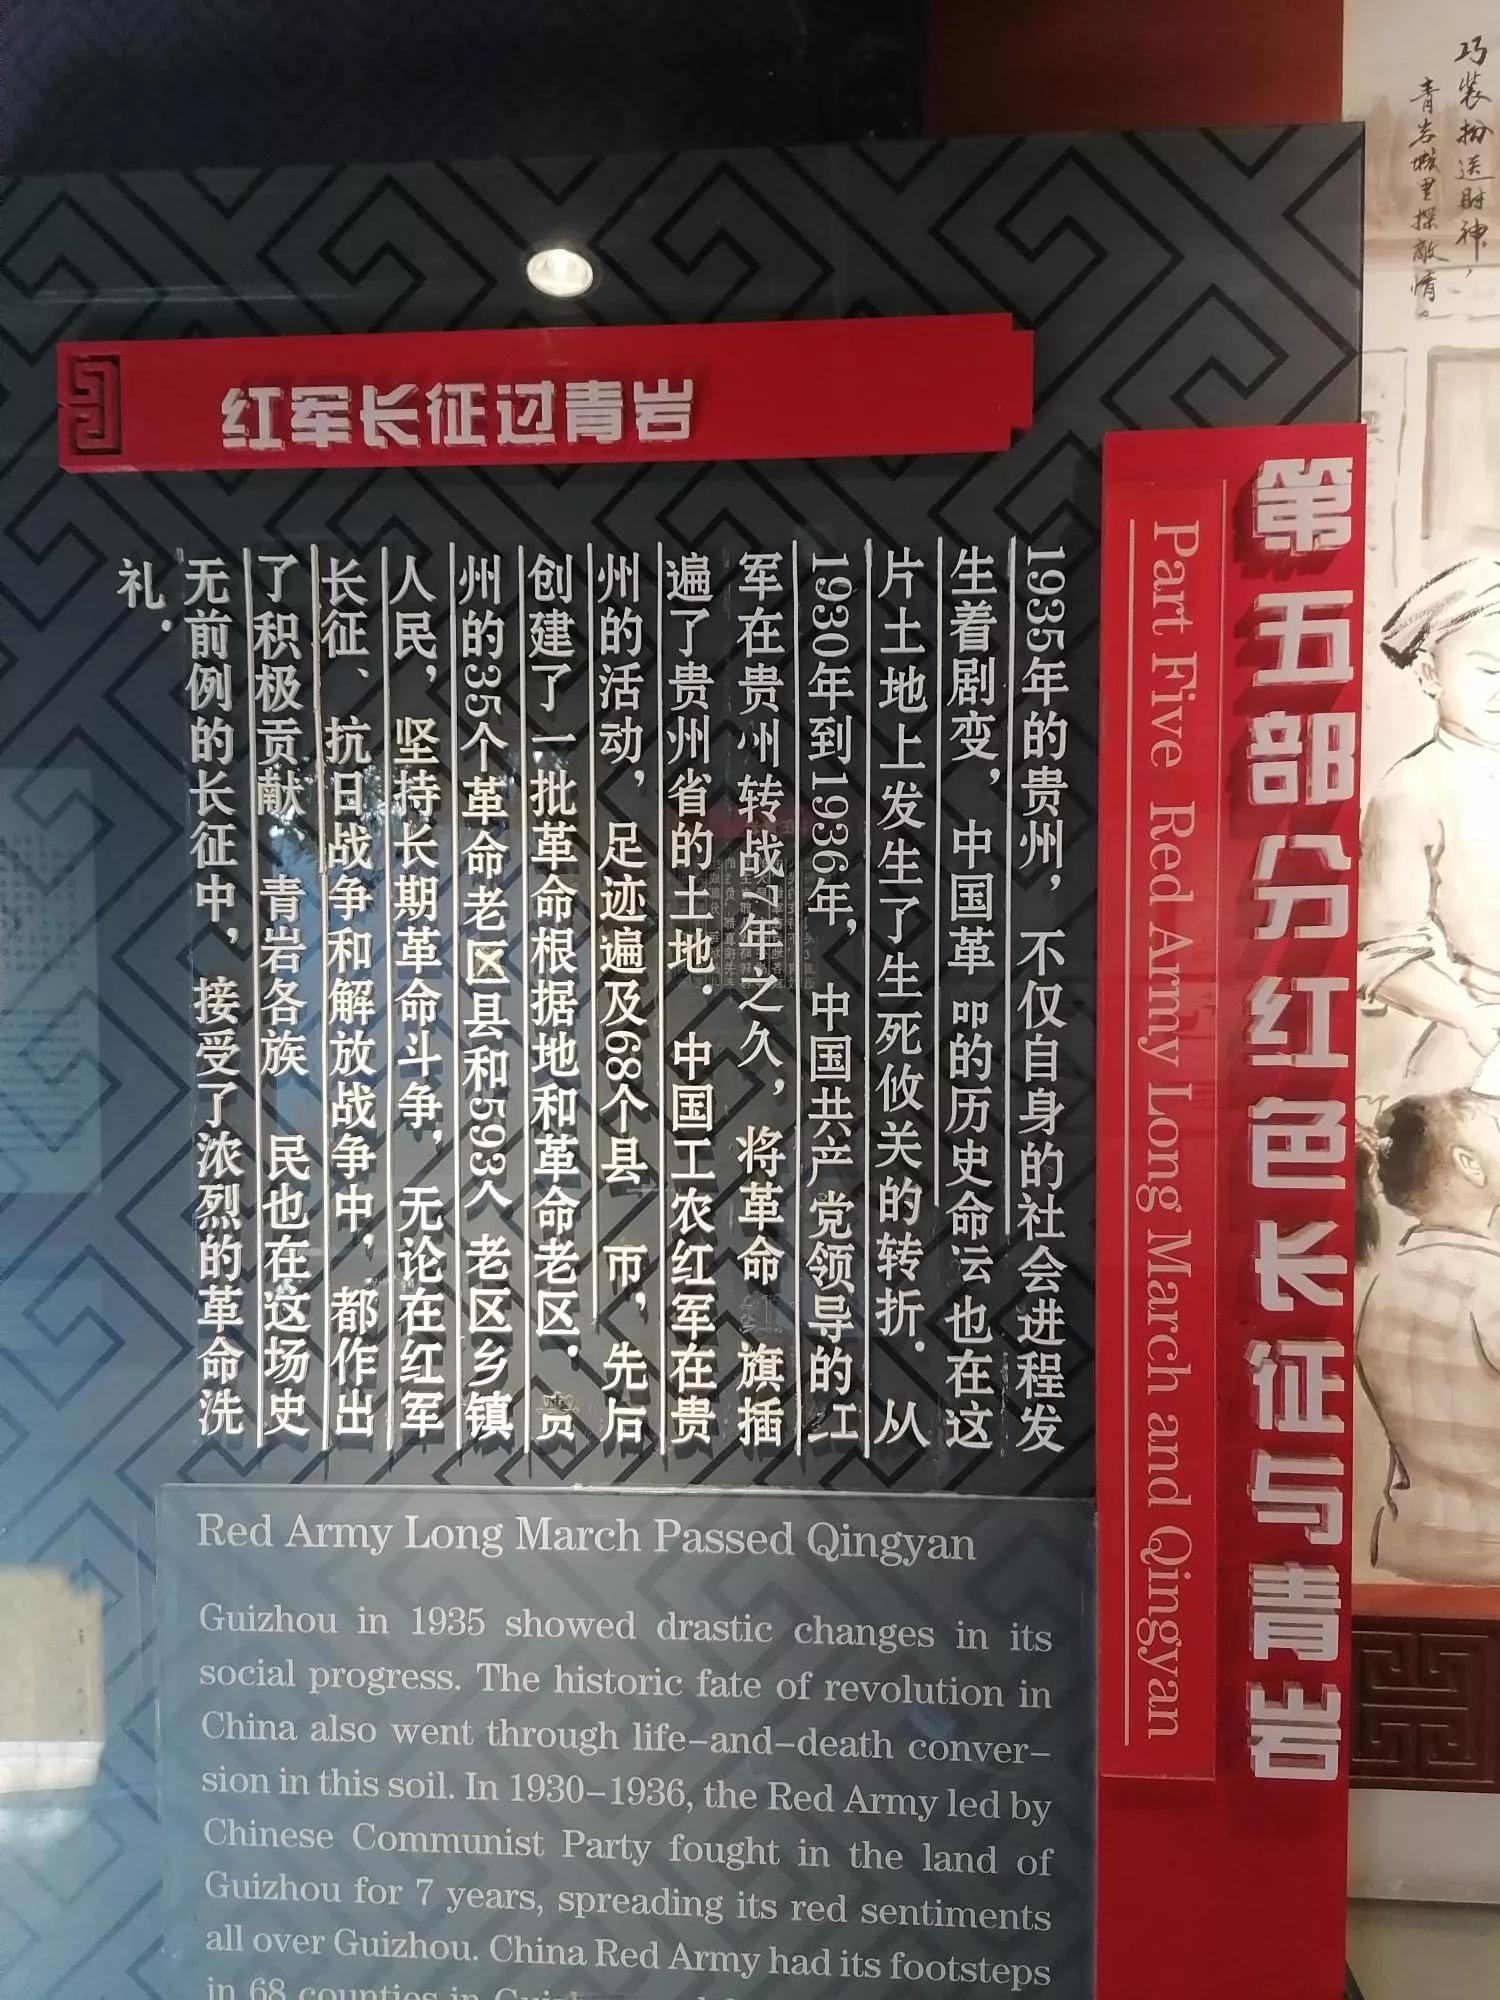 巧装扮送财神，
青岩城里探敌情。
第五部分红色长征与青岩
Part Five Red Army Long March and Qingyan
红军长征过青岩
1935年的贵州，不仅自身的社会进程发
生着剧变，中国革命的历史命运也在这
片土地上发生了生死攸关的转折．从
1930年到1936年，中国共产党领导的红
军在贵州转战7年之久，将革命 旗插
遍了贵州省的土地．中国工农红军在贵
州的活动，足迹遍及68个县 市，先后
创建了一批革命根据地和革命老区．贵
州的35个革命老区县和593个老区乡镇
人民，坚持长期革命斗争，无论在红军
长征、抗日战争和解放战争中，都作出
了积极贡献、青岩各族 民也在这场史
无前例的长征中，接受了浓烈的革命洗
礼．
Red Army Long March Passed Qingyan
Guizhou in 1935 showed drastic changes in its
social progress. The historic fate of revolution in
China also went through life-and-death conver-
sion in this soil. In 1930-1936, the Red Army led by
Chinese Communist Party fought in the land of
Guizhou for 7 years, spreading its red sentiments
all over Guizhou. China Red Army had its footsteps
in 68 counties in